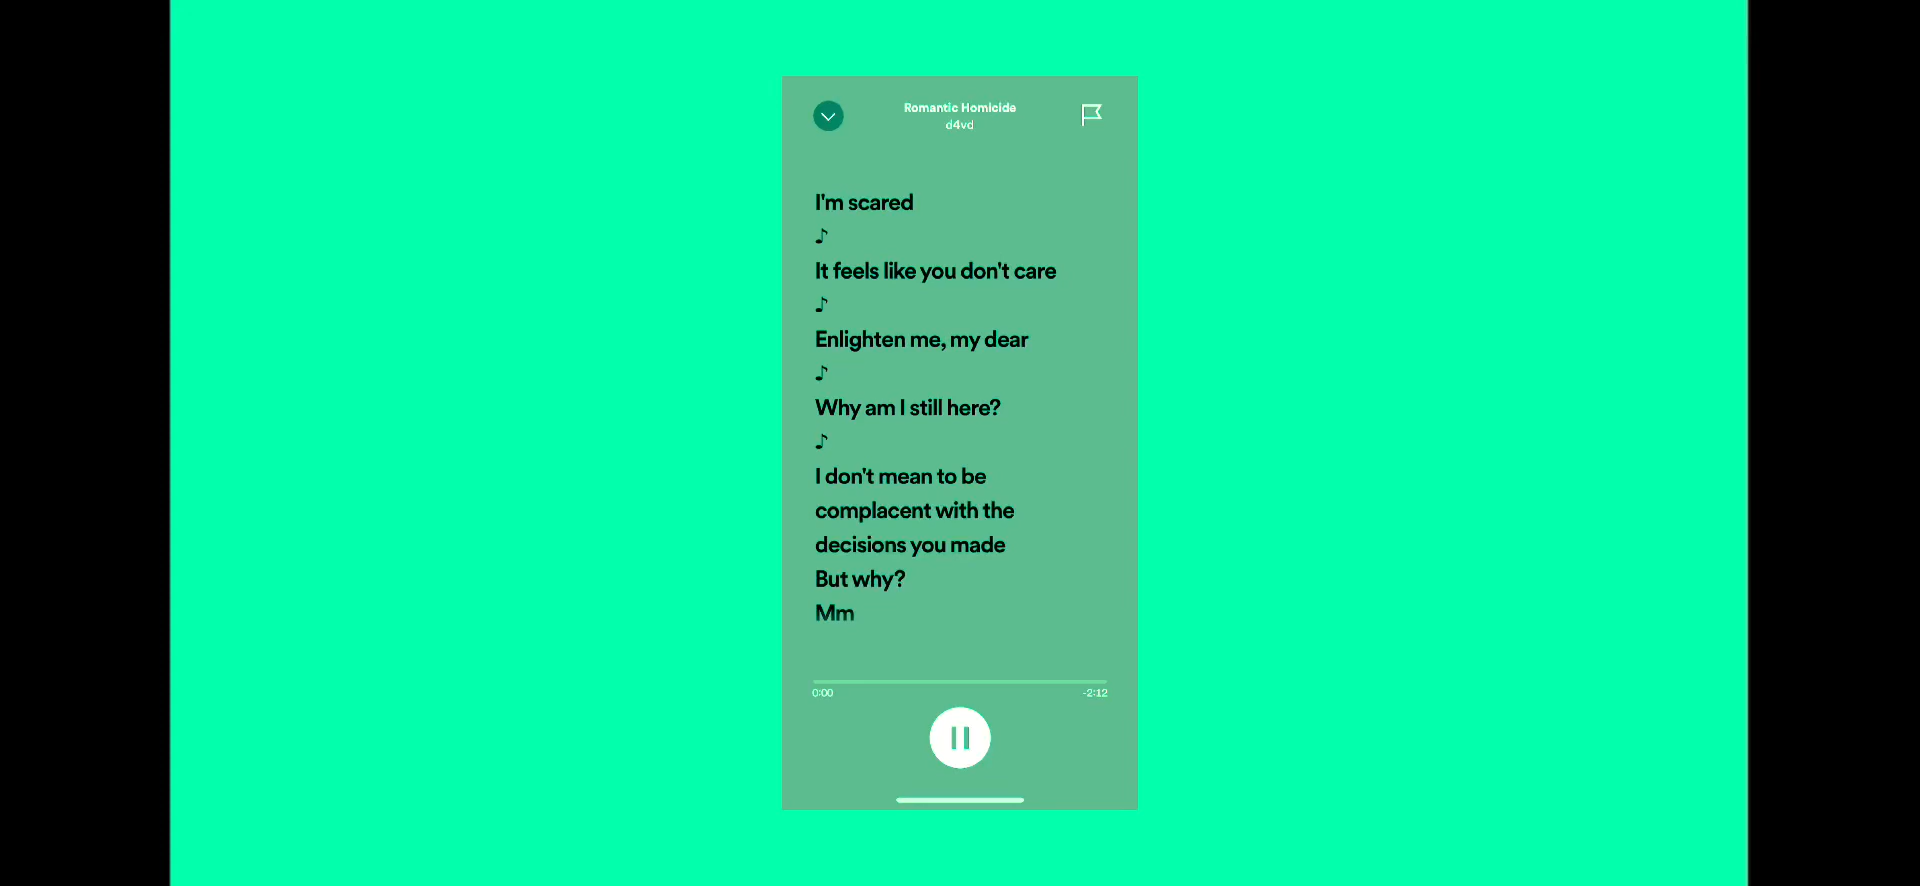 Romantic Homicide
d4vd
I'm scared
♪
It feels like you don't care
♪
Enlighten me, my dear
♪
Why am I still here?
♪
I don't mean to be
complacent with the
decisions you made
But why?
Mm
0:00
-2:12